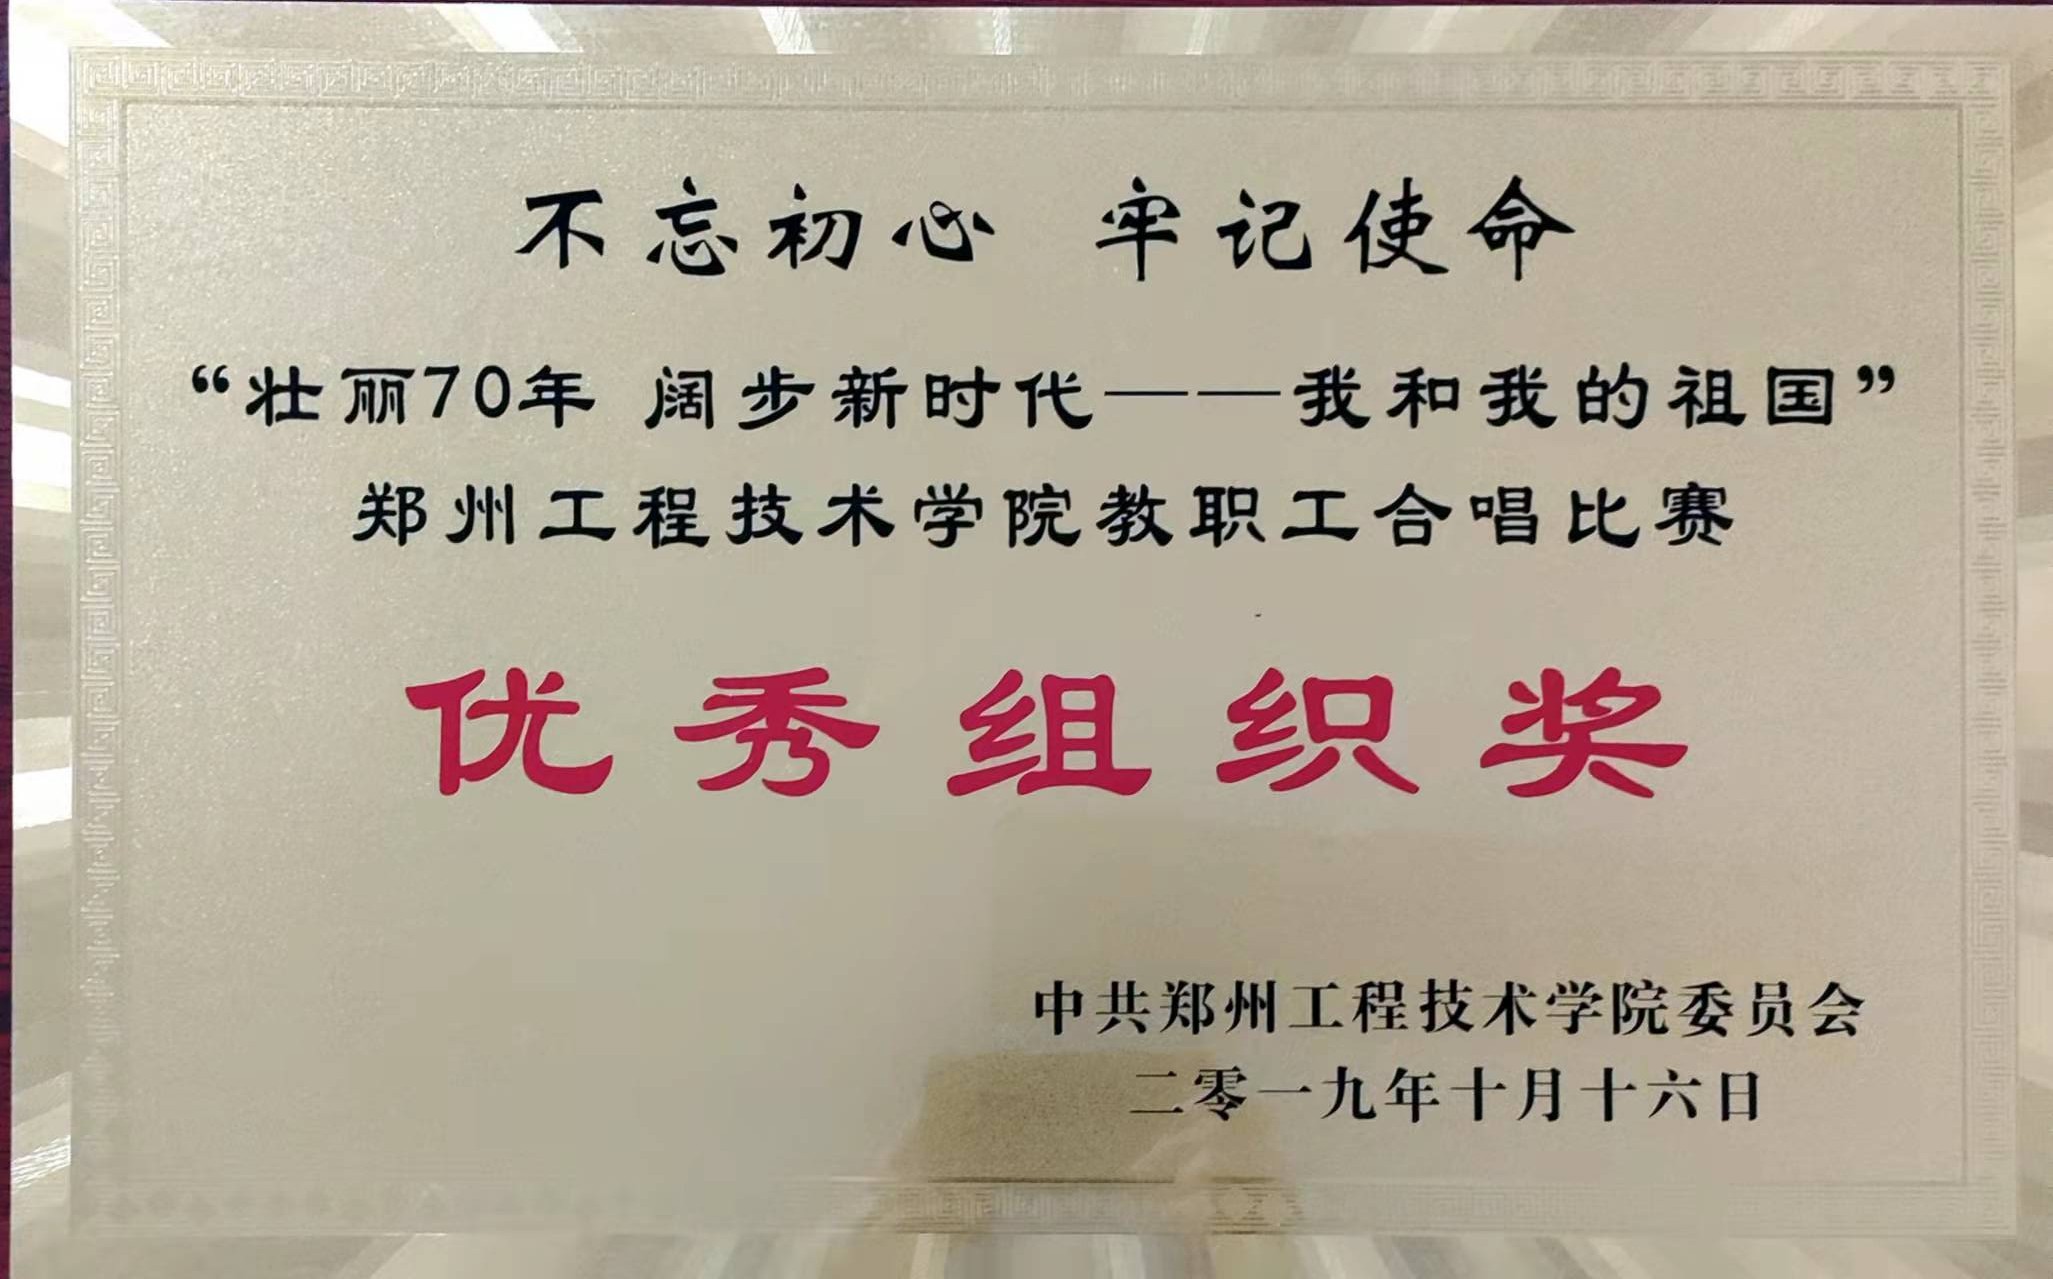 不忘初心 牢记使命
“壮丽70年 阔步新时代——我和我的祖国”
郑州工程技术学院教职工合唱比赛
优秀组织奖
中共郑州工程技术学院委员会
二零一九年十月十六日